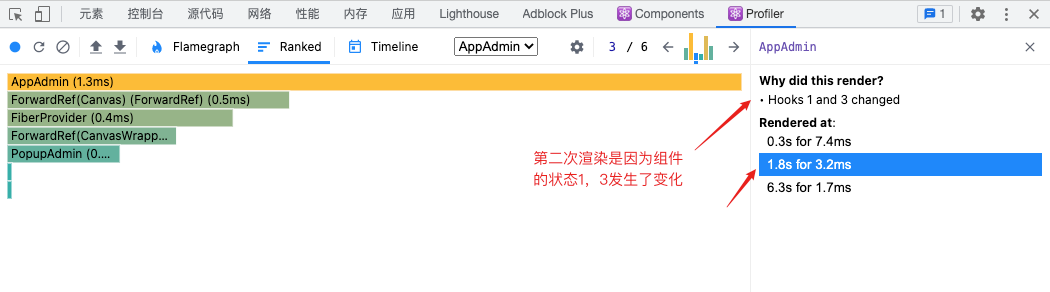 元素 控制台 源代码 网络 性能 内存 应用 Lighthouse Adblock Plus Components Profiler 1
Flamegraph Ranked Timeline AppAdmin 3 / 6 AppAdmin
AppAdmin (1.3ms)
ForwardRef(Canvas) (ForwardRef) (0.5ms)
FiberProvider (0.4ms)
ForwardRef(CanvasWrapp...
PopupAdmin (0....
第二次渲染是因为组件
的状态1，3发生了变化
Why did this render?
• Hooks 1 and 3 changed
Rendered at:
0.3s for 7.4ms
1.8s for 3.2ms
6.3s for 1.7ms